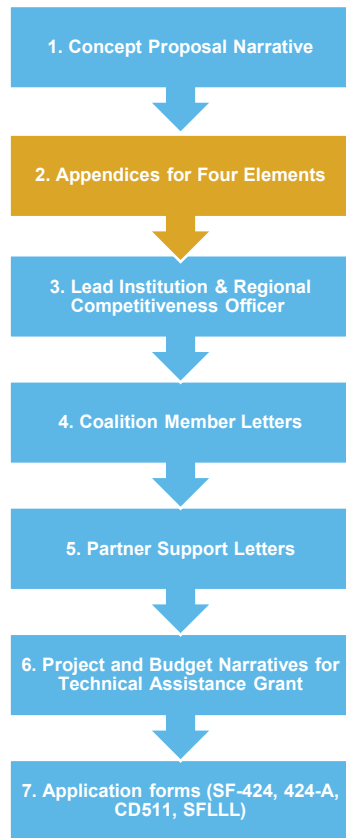 1. Concept Proposal Narrative
2. Appendices for Four Elements
3. Lead Institution & Regional
Competitiveness Officer
4. Coalition Member Letters
5. Partner Support Letters
6. Project and Budget Narratives for
Technical Assistance Grant
7. Application forms (SF-424, 424-A,
CD511, SFLLL)